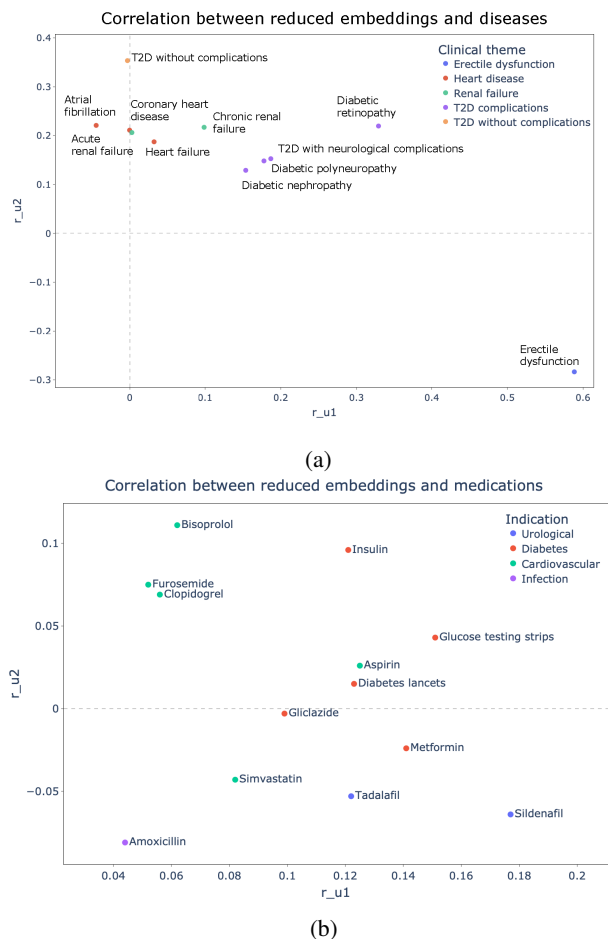 Correlation between reduced embeddings and diseases
0.4
0.3
0.2
0.1
0
−0.1
−0.2
−0.3
r_u2
T2D without complications
Clinical theme
Erectile dysfunction
Heart disease
Renal failure
T2D complications
T2D without complications
Atrial
fibrillation
Coronary heart
disease
Chronic renal
failure
Diabetic
retinopathy
Acute
renal failure
Heart failure
T2D with neurological complications
Diabetic polyneuropathy
Diabetic nephropathy
Erectile
dysfunction
0
0.1
0.2
0.3
0.4
0.5
0.6
r_u1
(a)
Correlation between reduced embeddings and medications
0.1
0.05
0
−0.05
r_u2
Indication
Urological
Diabetes
Cardiovascular
Infection
Bisoprolol
Insulin
Furosemide
Clopidogrel
Glucose testing strips
Aspirin
Diabetes lancets
Gliclazide
Metformin
Simvastatin
Tadalafil
Sildenafil
Amoxicillin
0.04
0.06
0.08
0.1
0.12
0.14
0.16
0.18
0.2
r_u1
(b)